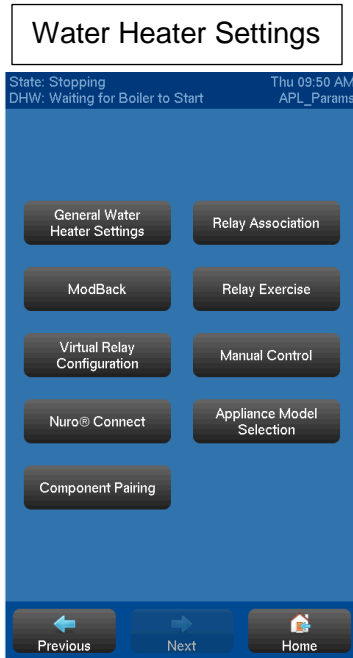 Water Heater Settings
State: Stopping Thu 09:50 AM
DHW: Waiting for Boiler to Start APL_Params
General Water
Heater Settings
Relay Association
ModBack
Relay Exercise
Virtual Relay
Configuration
Manual Control
Nuro® Connect
Appliance Model
Selection
Component Pairing
Previous
Next
Home